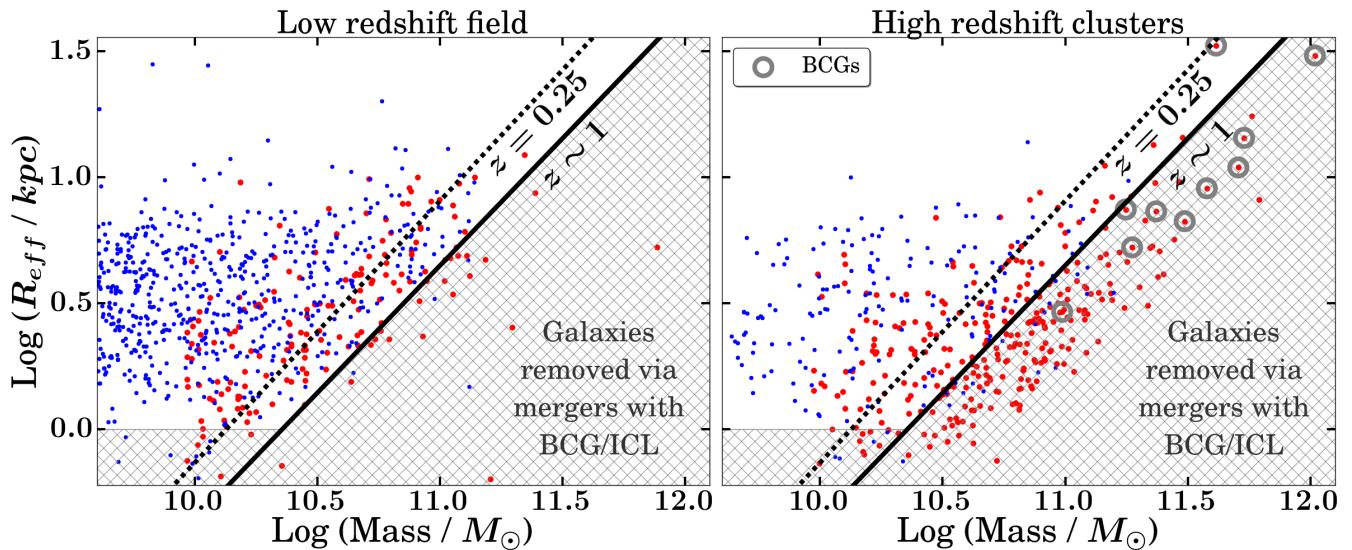 Low redshift field
High redshift clusters
1.5
1.0
0.5
0.0
Log (R_eff / kpc)
z = 0.25
z ~ 1
Galaxies
removed via
mergers with
BCG/ICL
10.0 10.5 11.0 11.5 12.0
Log (Mass / M⊙)
BCGs
z = 0.25
z ~ 1
Galaxies
removed via
mergers with
BCG/ICL
10.0 10.5 11.0 11.5 12.0
Log (Mass / M⊙)